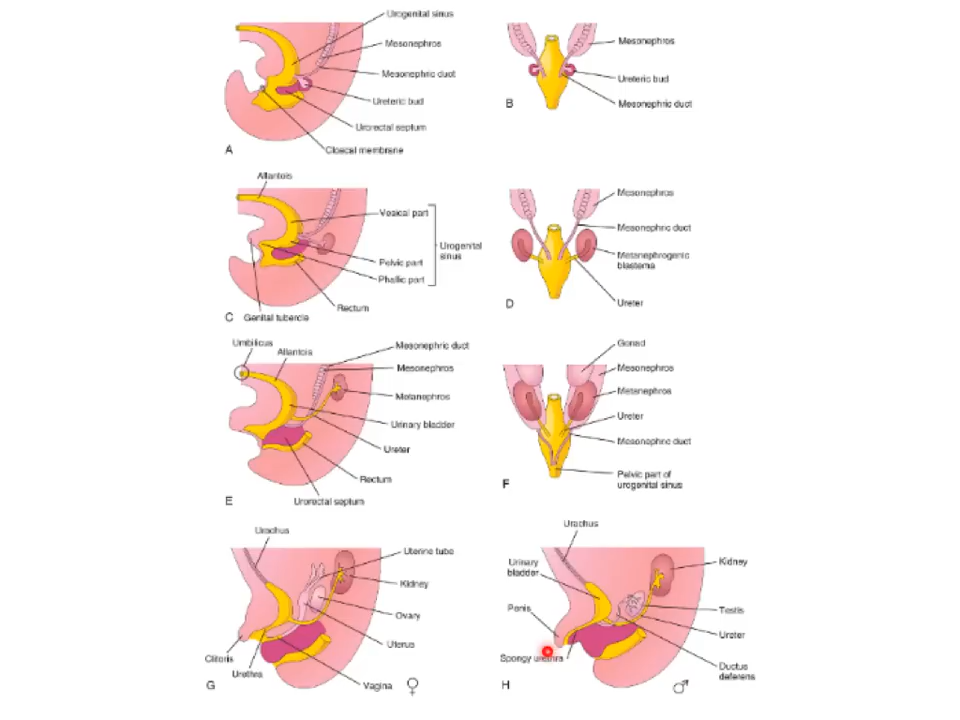 Urogenital sinus
Mesonephros
Mesonephric duct
Ureteric bud
Urorectal septum
Cloacal membrane
A
Mesonephros
Ureteric bud
Mesonephric duct
B
Allantois
Vesical part
Urogenital
sinus
Pelvic part
Phallic part
Rectum
Genital tubercle
C
Mesonephros
Mesonephric duct
Metanephrogenic
blastema
Ureter
D
Umbilicus
Allantois
Mesonephric duct
Mesonephros
Metanephros
Urinary bladder
Ureter
Rectum
Urorectal septum
E
Gonad
Mesonephros
Metanephros
Ureter
Mesonephric duct
Pelvic part of
urogenital sinus
F
Urachus
Uterine tube
Kidney
Ovary
Uterus
Clitoris
Urethra
Vagina
G
♀
Urachus
Urinary
bladder
Kidney
Penis
Testis
Ureter
Spongy urethra
Ductus
deferens
H
♂